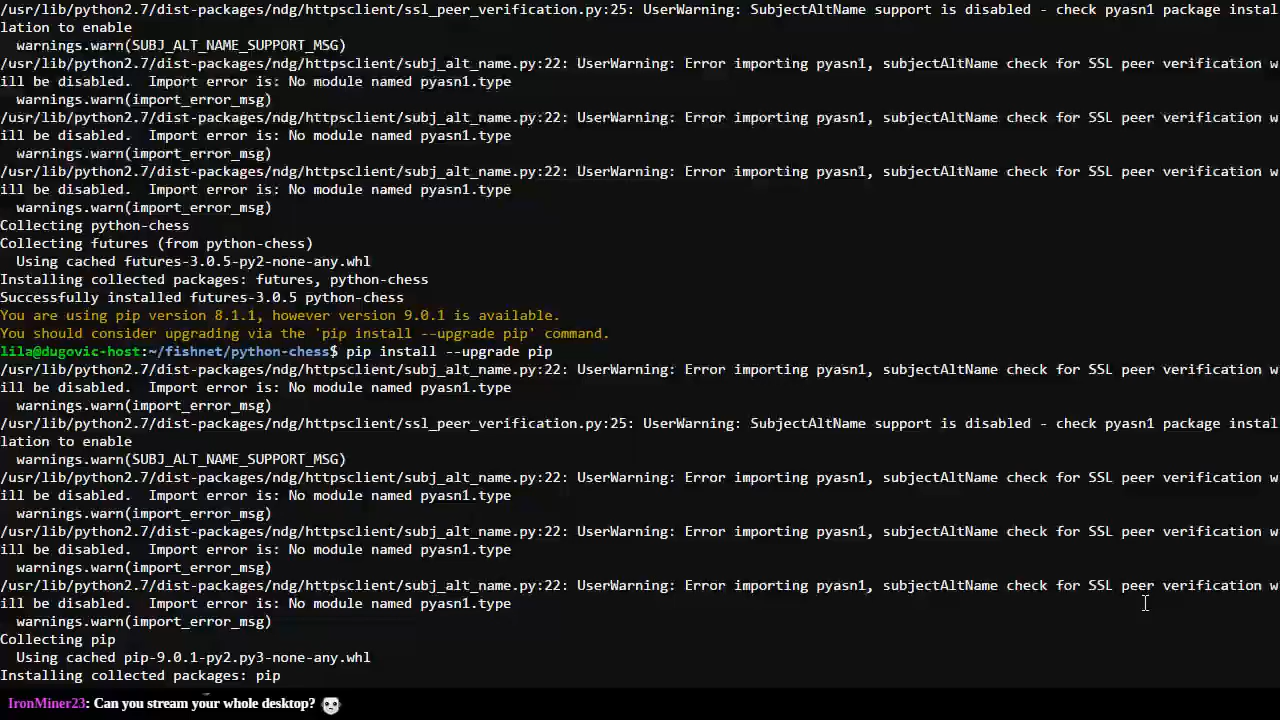 /usr/lib/python2.7/dist-packages/ndg/httpsclient/ssl_peer_verification.py:25: UserWarning: SubjectAltName support is disabled - check pyasn1 package instal
lation to enable
  warnings.warn(SUBJ_ALT_NAME_SUPPORT_MSG)
/usr/lib/python2.7/dist-packages/ndg/httpsclient/subj_alt_name.py:22: UserWarning: Error importing pyasn1, subjectAltName check for SSL peer verification w
ill be disabled.  Import error is: No module named pyasn1.type
  warnings.warn(import_error_msg)
/usr/lib/python2.7/dist-packages/ndg/httpsclient/subj_alt_name.py:22: UserWarning: Error importing pyasn1, subjectAltName check for SSL peer verification w
ill be disabled.  Import error is: No module named pyasn1.type
  warnings.warn(import_error_msg)
/usr/lib/python2.7/dist-packages/ndg/httpsclient/subj_alt_name.py:22: UserWarning: Error importing pyasn1, subjectAltName check for SSL peer verification w
ill be disabled.  Import error is: No module named pyasn1.type
  warnings.warn(import_error_msg)
Collecting python-chess
Collecting futures (from python-chess)
  Using cached futures-3.0.5-py2-none-any.whl
Installing collected packages: futures, python-chess
Successfully installed futures-3.0.5 python-chess
You are using pip version 8.1.1, however version 9.0.1 is available.
You should consider upgrading via the 'pip install --upgrade pip' command.
lila@dugovic-host:~/fishnet/python-chess$ pip install --upgrade pip
/usr/lib/python2.7/dist-packages/ndg/httpsclient/subj_alt_name.py:22: UserWarning: Error importing pyasn1, subjectAltName check for SSL peer verification w
ill be disabled.  Import error is: No module named pyasn1.type
  warnings.warn(import_error_msg)
/usr/lib/python2.7/dist-packages/ndg/httpsclient/ssl_peer_verification.py:25: UserWarning: SubjectAltName support is disabled - check pyasn1 package instal
lation to enable
  warnings.warn(SUBJ_ALT_NAME_SUPPORT_MSG)
/usr/lib/python2.7/dist-packages/ndg/httpsclient/subj_alt_name.py:22: UserWarning: Error importing pyasn1, subjectAltName check for SSL peer verification w
ill be disabled.  Import error is: No module named pyasn1.type
  warnings.warn(import_error_msg)
/usr/lib/python2.7/dist-packages/ndg/httpsclient/subj_alt_name.py:22: UserWarning: Error importing pyasn1, subjectAltName check for SSL peer verification w
ill be disabled.  Import error is: No module named pyasn1.type
  warnings.warn(import_error_msg)
/usr/lib/python2.7/dist-packages/ndg/httpsclient/subj_alt_name.py:22: UserWarning: Error importing pyasn1, subjectAltName check for SSL peer verification w
ill be disabled.  Import error is: No module named pyasn1.type
  warnings.warn(import_error_msg)
Collecting pip
  Using cached pip-9.0.1-py2.py3-none-any.whl
Installing collected packages: pip
IronMiner23: Can you stream your whole desktop?